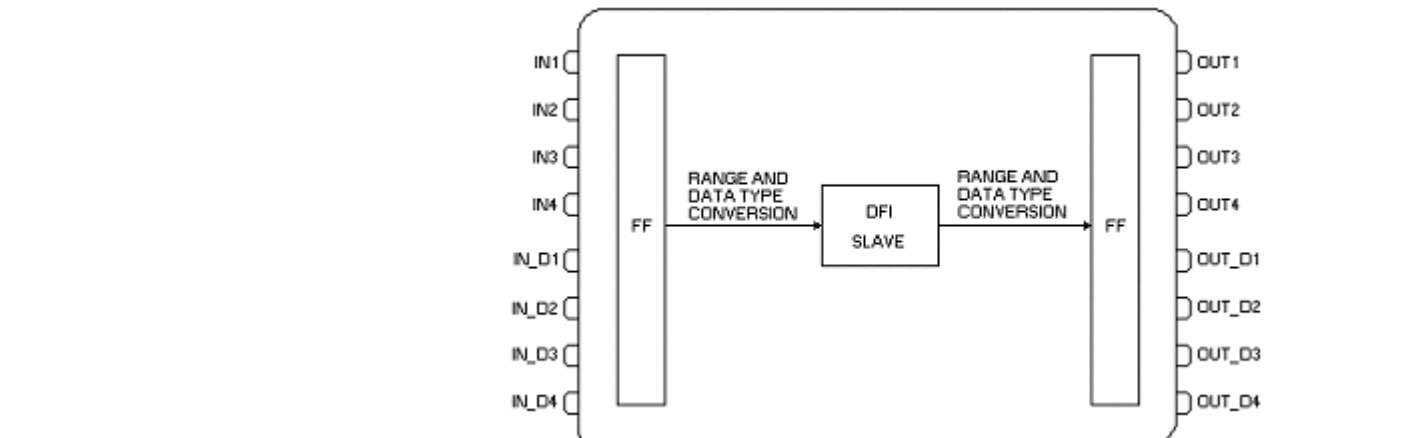 IN1
IN2
IN3
IN4
IN_D1
IN_D2
IN_D3
IN_D4
FF
RANGE AND
DATA TYPE
CONVERSION
DFI
SLAVE
RANGE AND
DATA TYPE
CONVERSION
FF
OUT1
OUT2
OUT3
OUT4
OUT_D1
OUT_D2
OUT_D3
OUT_D4